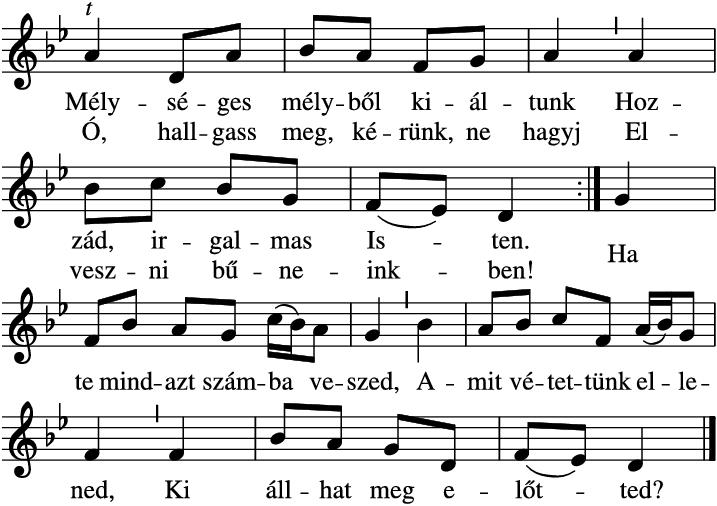 t
Mély – sé – ges mély – ből ki – ál – tunk Hoz –
Ó, hall – gass meg, ké – rünk, ne hagyj El –
zád, ir – gal – mas Is – ten.
vesz – ni bű – ne – ink – ben!
Ha
te mind – azt szám – ba ve – szed, A – mit vé – tet – tünk el – le –
ned, Ki áll – hat meg e – lőt – ted?